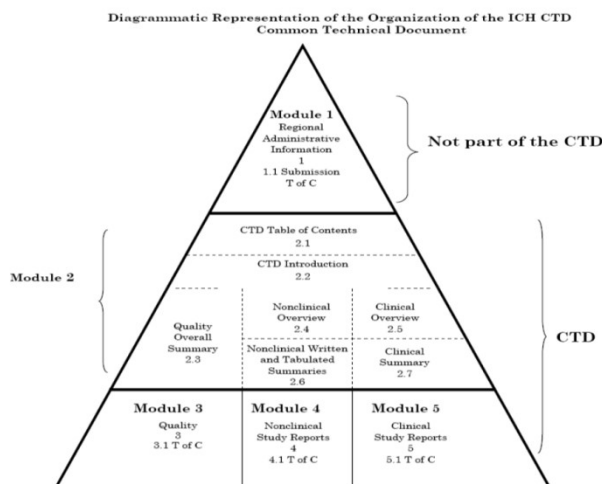 Diagrammatic Representation of the Organization of the ICH CTD
Common Technical Document
Module 1
Regional
Administrative
Information
1
1.1 Submission
T of C
Not part of the CTD
CTD Table of Contents
2.1
CTD Introduction
2.2
Module 2
Nonclinical
Overview
2.4
Clinical
Overview
2.5
Quality
Overall
Summary
2.3
Nonclinical Written
and Tabulated
Summaries
2.6
Clinical
Summary
2.7
CTD
Module 3
Quality
3
3.1 T of C
Module 4
Nonclinical
Study Reports
4
4.1 T of C
Module 5
Clinical
Study Reports
5
5.1 T of C